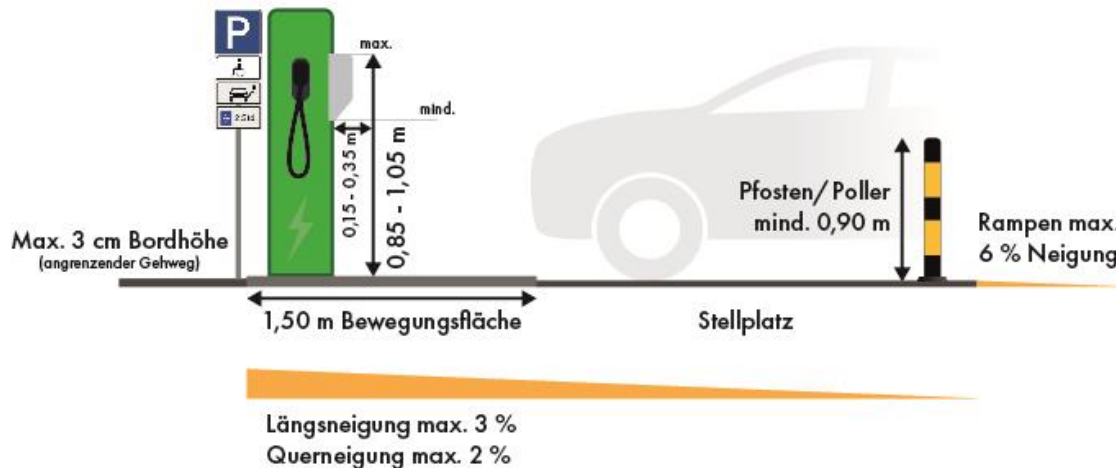 P
max.
mind.
0,15 - 0,35 m
0,85 - 1,05 m
Pfosten/Poller
mind. 0,90 m
Max. 3 cm Bordhöhe
(angrenzender Gehweg)
Rampen max.
6 % Neigung
1,50 m Bewegungsfläche
Stellplatz
Längsneigung max. 3 %
Querneigung max. 2 %